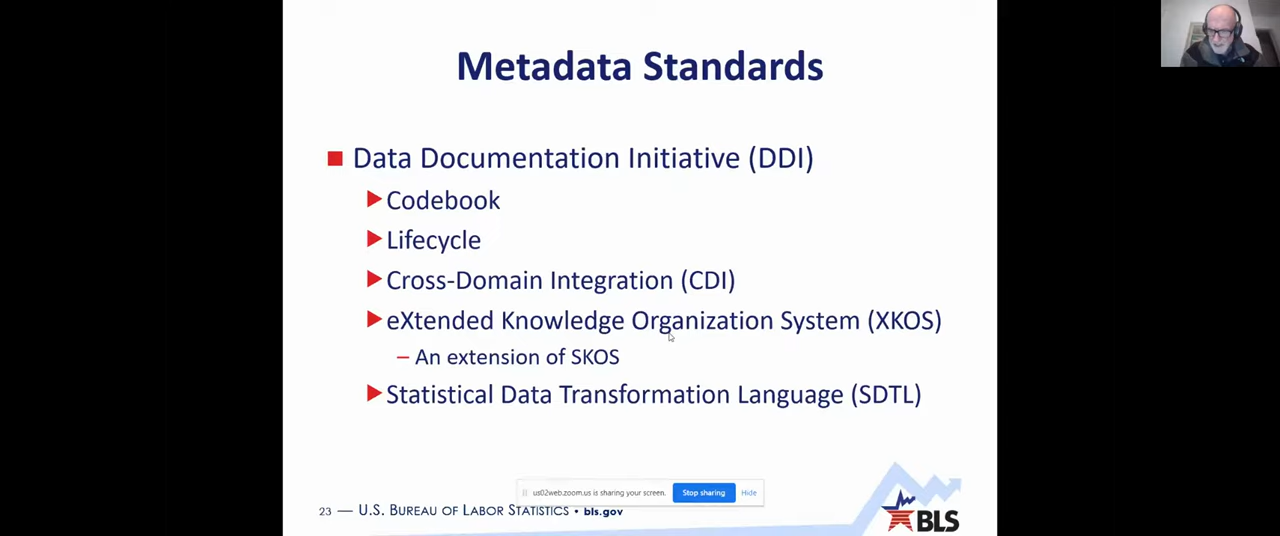 Metadata Standards
Data Documentation Initiative (DDI)
Codebook
Lifecycle
Cross-Domain Integration (CDI)
eXtended Knowledge Organization System (XKOS)
– An extension of SKOS
Statistical Data Transformation Language (SDTL)
us02web.zoom.us is sharing your screen. Stop sharing Hide
23 — U.S. BUREAU OF LABOR STATISTICS • bls.gov
BLS